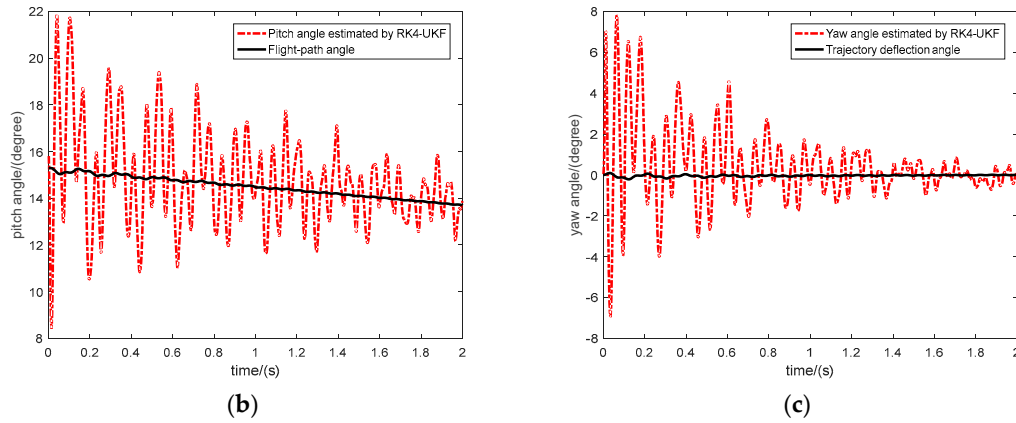 Pitch angle estimated by RK4-UKF
Flight-path angle
22
20
18
16
14
12
10
8
pitch angle/(degree)
0 0.2 0.4 0.6 0.8 1 1.2 1.4 1.6 1.8 2
time/(s)
(b)
Yaw angle estimated by RK4-UKF
Trajectory deflection angle
8
6
4
2
0
-2
-4
-6
-8
yaw angle/(degree)
0 0.2 0.4 0.6 0.8 1 1.2 1.4 1.6 1.8 2
time/(s)
(c)